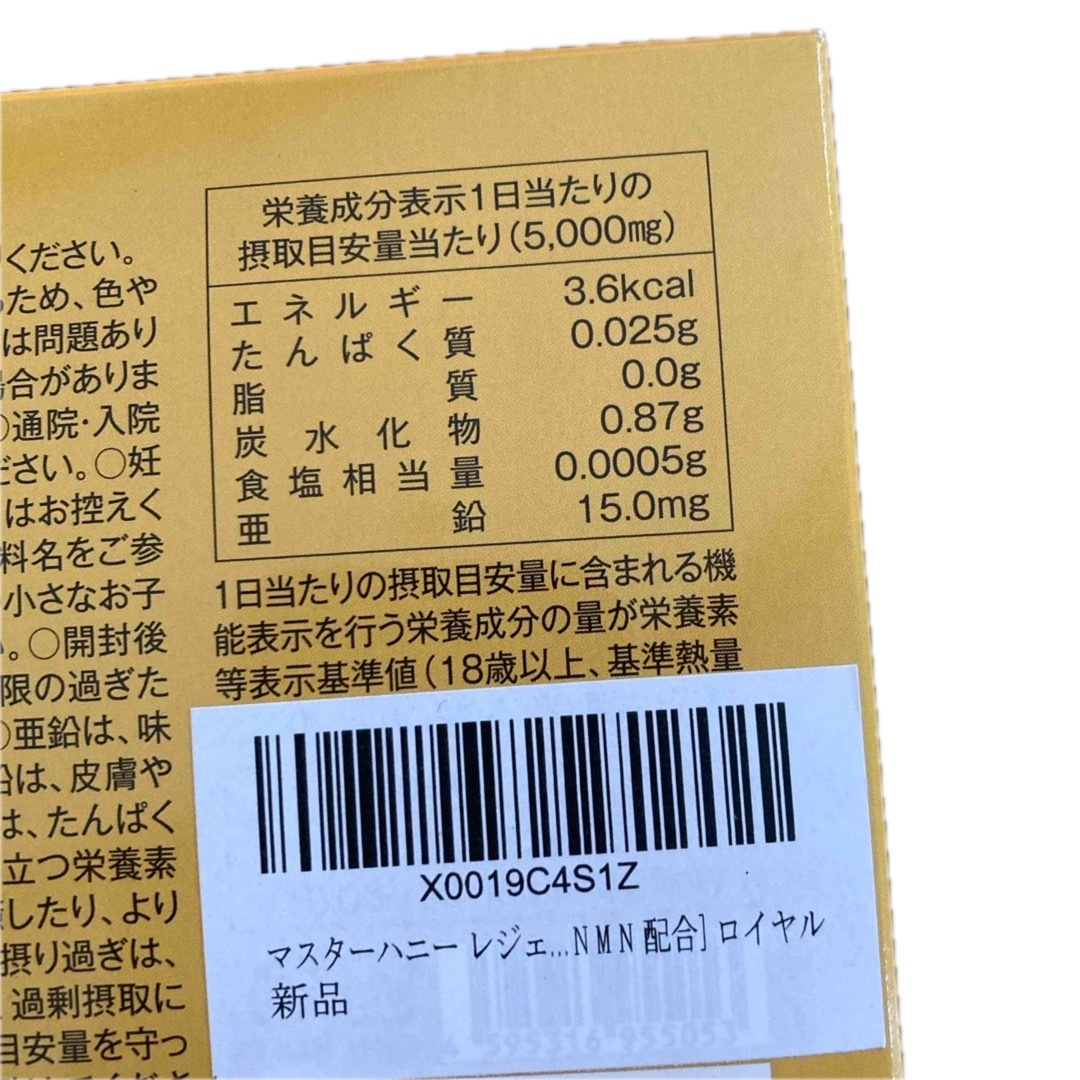 ください。
ため、色や
は問題あり
場合がありま
○通院・入院
ださい。○妊
はお控えく
料名をご参
小さなお子
。○開封後
限の過ぎた
○亜鉛は、味
鉛は、皮膚や
は、たんぱく
立つ栄養素
したり、より
摂り過ぎは、
過剰摂取に
目安量を守っ
栄養成分表示1日当たりの
摂取目安量当たり(5,000㎎)
エネルギー 3.6kcal
たんぱく質 0.025g
脂質 0.0g
炭水化物 0.87g
食塩相当量 0.0005g
亜鉛 15.0mg
1日当たりの摂取目安量に含まれる機
能表示を行う栄養成分の量が栄養素
等表示基準値(18歳以上、基準熱量
X0019C4S1Z
マスターハニー レジェ...NMN配合] ロイヤル
新品
4 595316 955053